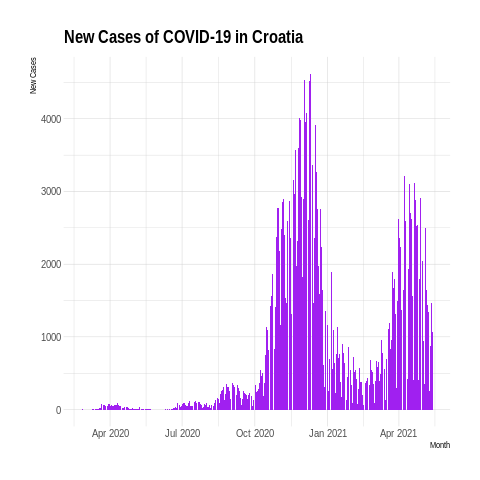 New Cases of COVID-19 in Croatia
New Cases
4000
3000
2000
1000
0
Apr 2020 Jul 2020 Oct 2020 Jan 2021 Apr 2021
Month